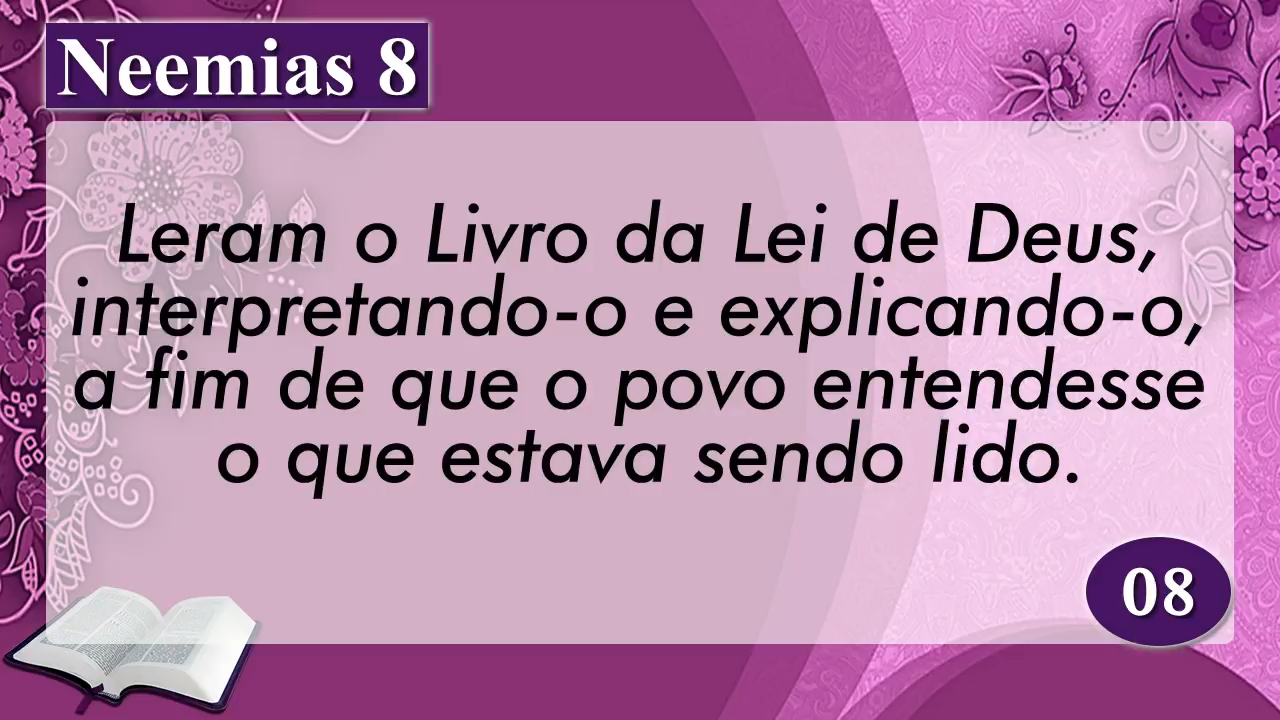 Neemias 8
Leram o Livro da Lei de Deus,
interpretando-o e explicando-o,
a fim de que o povo entendesse
o que estava sendo lido.
08